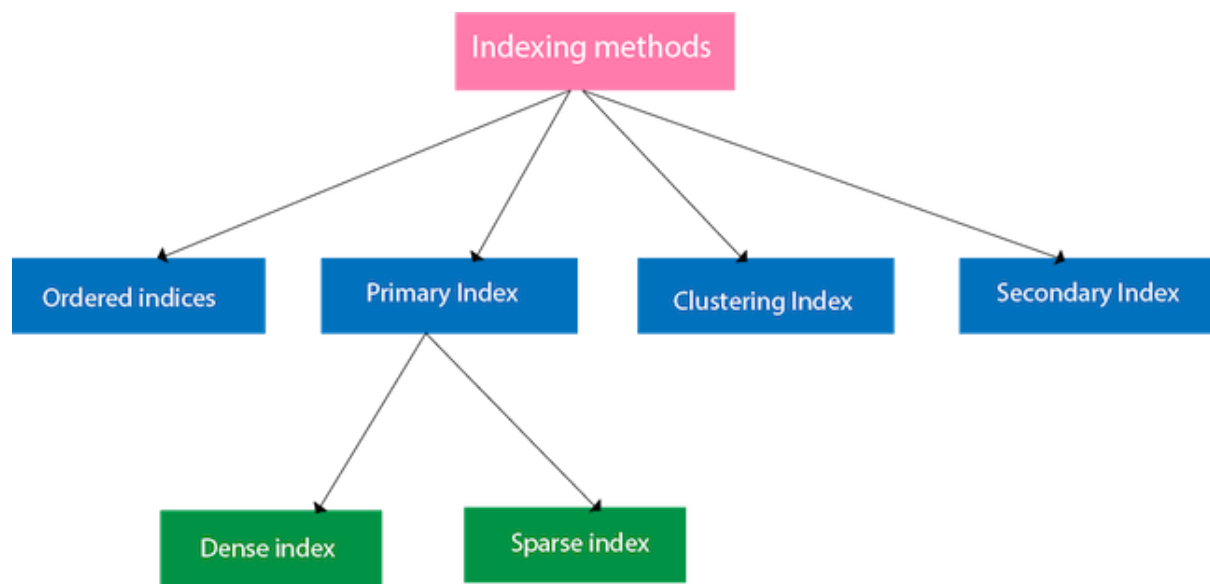 Indexing methods
Ordered indices
Primary Index
Clustering Index
Secondary Index
Dense index
Sparse index